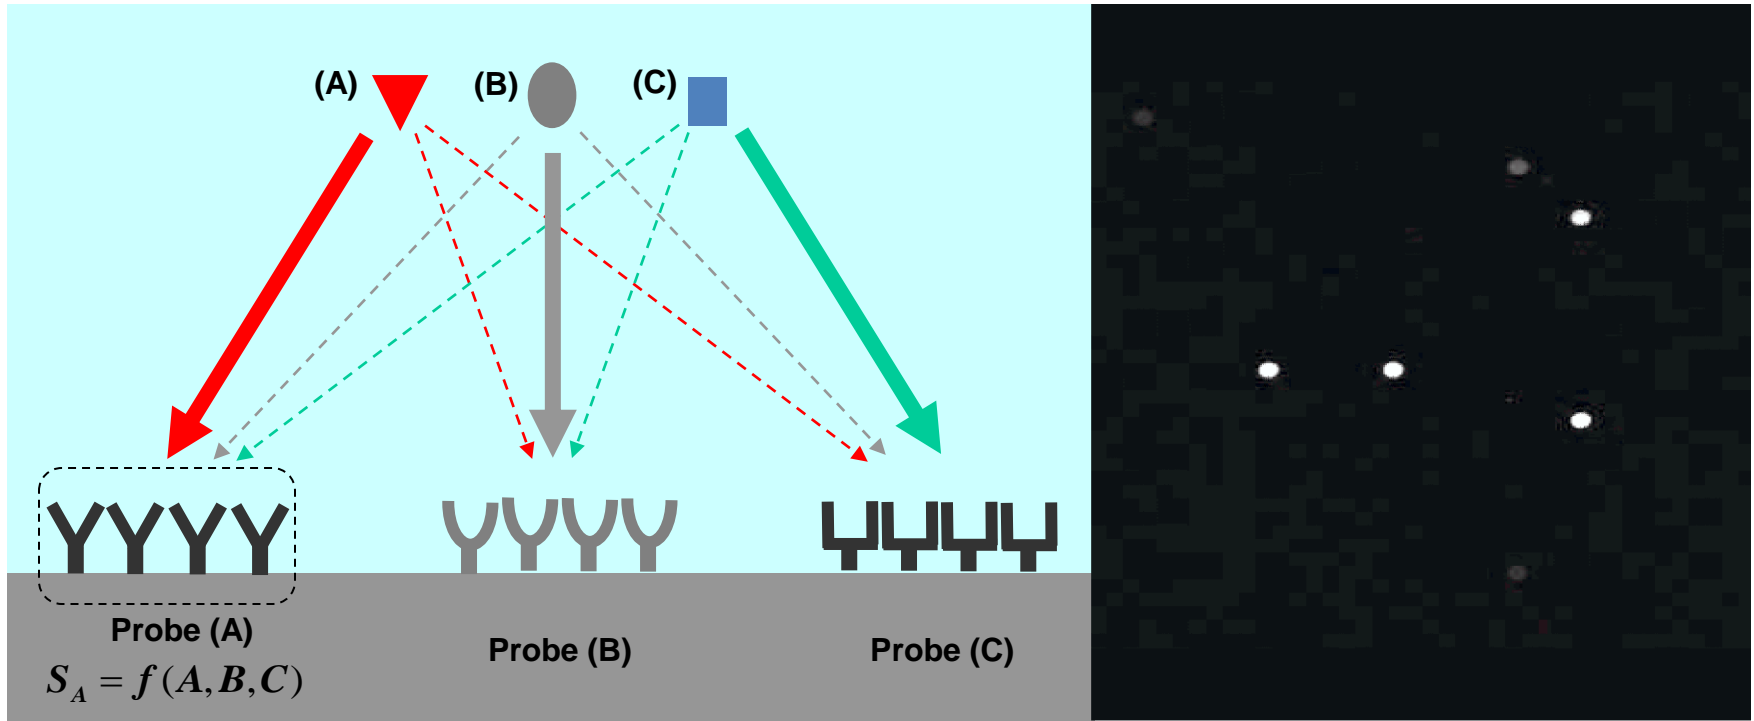 (A)
(B)
(C)
Probe (A)
Probe (B)
Probe (C)
S_A = f(A,B,C)